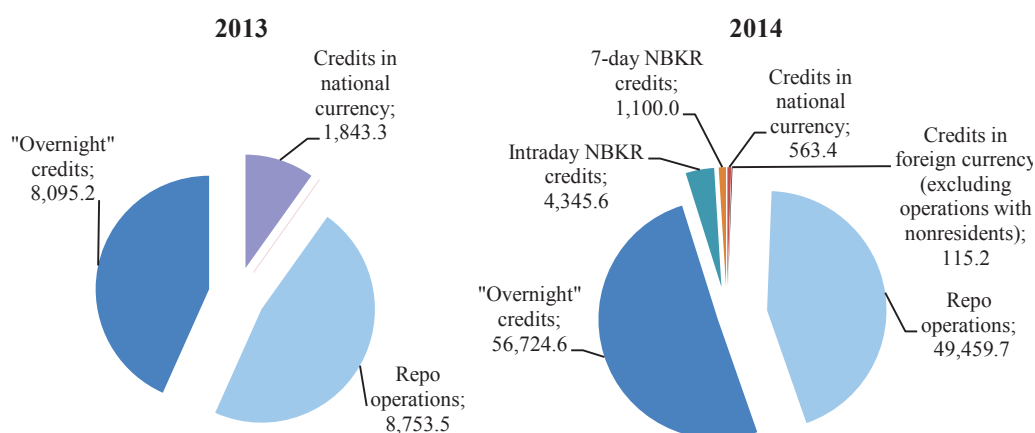 2013
Credits in
national
currency;
1,843.3
"Overnight"
credits;
8,095.2
Repo
operations;
8,753.5
2014
7-day NBKR
credits;
1,100.0
Credits in
national
currency;
563.4
Credits in
foreign currency
(excluding
operations with
nonresidents);
115.2
Intraday NBKR
credits;
4,345.6
"Overnight"
credits;
56,724.6
Repo
operations;
49,459.7